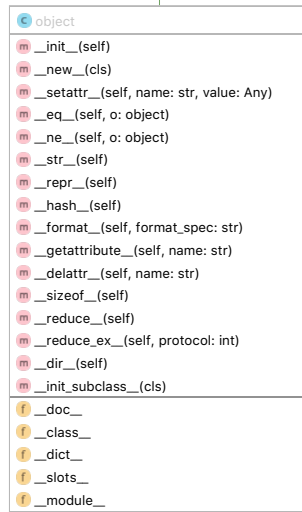 C object
m __init__(self)
m __new__(cls)
m __setattr__(self, name: str, value: Any)
m __eq__(self, o: object)
m __ne__(self, o: object)
m __str__(self)
m __repr__(self)
m __hash__(self)
m __format__(self, format_spec: str)
m __getattribute__(self, name: str)
m __delattr__(self, name: str)
m __sizeof__(self)
m __reduce__(self)
m __reduce_ex__(self, protocol: int)
m __dir__(self)
m __init_subclass__(cls)
f __doc__
f __class__
f __dict__
f __slots__
f __module__